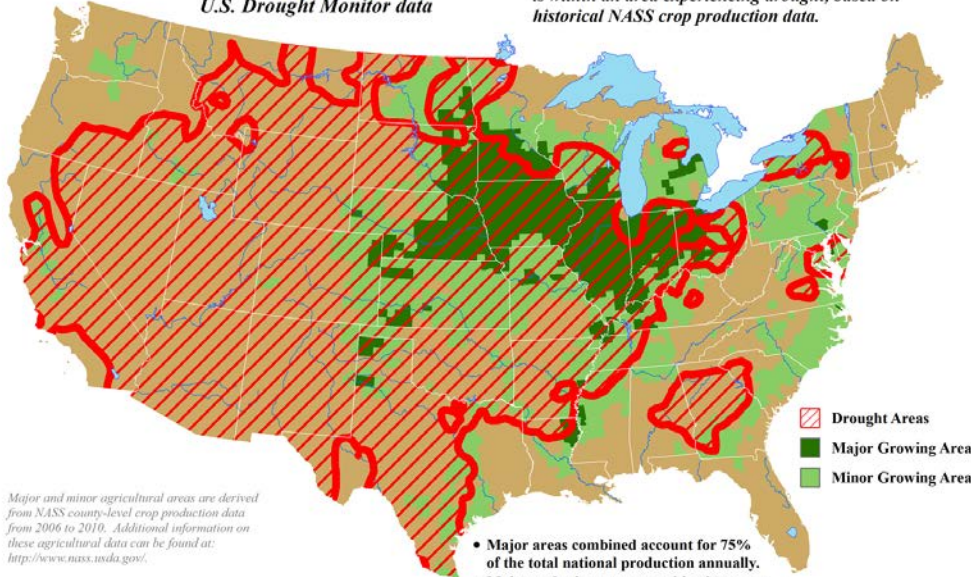 U.S. Drought Monitor data
historical NASS crop production data.
Drought Areas
Major Growing Area
Minor Growing Area
Major and minor agricultural areas are derived
from NASS county-level crop production data
from 2006 to 2010. Additional information on
these agricultural data can be found at:
http://www.nass.usda.gov/.
• Major areas combined account for 75%
of the total national production annually.